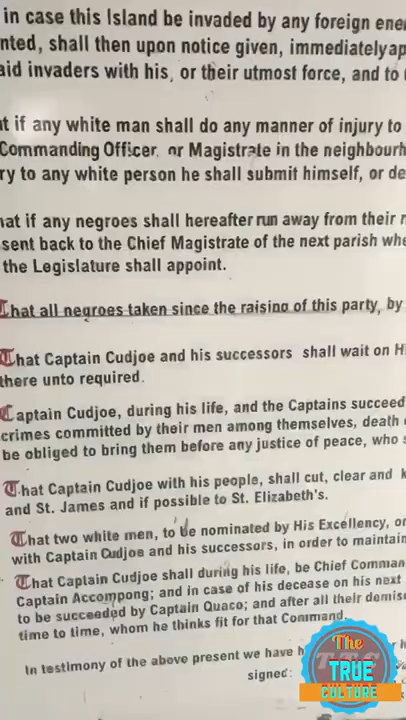 in case this Island be invaded by any foreign ene
nted, shall then upon notice given, immediately ap
aid invaders with his, or their utmost force, and to
t if any white man shall do any manner of injury to
Commanding Officer, or Magistrate in the neighbourh
ry to any white person he shall submit himself, or de
hat if any negroes shall hereafter run away from their
sent back to the Chief Magistrate of the next parish whe
the Legislature shall appoint.
That all negroes taken since the raising of this party, by
That Captain Cudjoe and his successors shall wait on H
there unto required.
Captain Cudjoe, during his life, and the Captains succeed
crimes committed by their men among themselves, death
be obliged to bring them before any justice of peace, who
That Captain Cudjoe with his people, shall cut, clear and k
and St. James and if possible to St. Elizabeth's.
That two white men, to be nominated by His Excellency, or
with Captain Cudjoe and his successors, in order to maintain
That Captain Cudjoe shall during his life, be Chief Comman
Captain Accompong; and in case of his decease on his next
to be succeeded by Captain Quaco; and after all their demis
time to time, whom he thinks fit for that Command.
In testimony of the above present we have h
signed:
The
TRUE
CULTURE